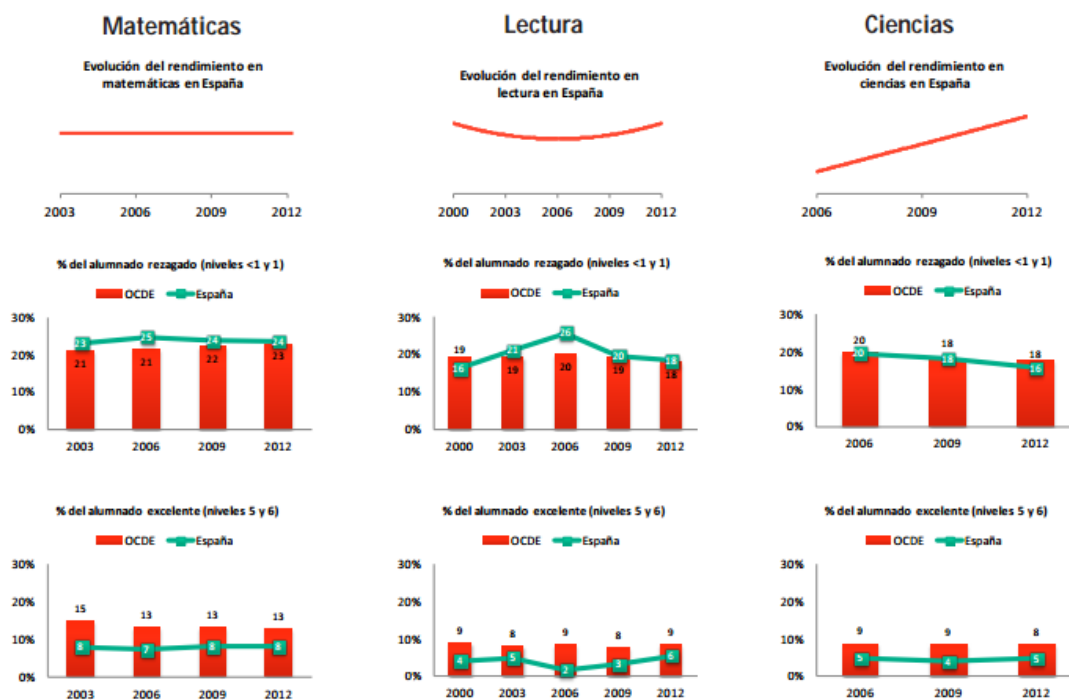 Matemáticas
Evolución del rendimiento en
matemáticas en España
2003 2006 2009 2012
% del alumnado rezagado (niveles <1 y 1)
OCDE España
30%
20%
10%
0%
23 25 24 24
21 21 22 23
2003 2006 2009 2012
% del alumnado excelente (niveles 5 y 6)
OCDE España
30%
20%
10%
0%
15 13 13 13
8 7 8 8
2003 2006 2009 2012
Lectura
Evolución del rendimiento en
lectura en España
2000 2003 2006 2009 2012
% del alumnado rezagado (niveles <1 y 1)
OCDE España
30%
20%
10%
0%
16 21 26 20 18
19 19 20 19 18
2000 2003 2006 2009 2012
% del alumnado excelente (niveles 5 y 6)
OCDE España
30%
20%
10%
0%
9 8 9 8 9
4 5 2 3 6
2000 2003 2006 2009 2012
Ciencias
Evolución del rendimiento en
ciencias en España
2006 2009 2012
% del alumnado rezagado (niveles <1 y 1)
OCDE España
30%
20%
10%
0%
20 18 18
20 18 16
2006 2009 2012
% del alumnado excelente (niveles 5 y 6)
OCDE España
30%
20%
10%
0%
9 9 8
5 4 5
2006 2009 2012